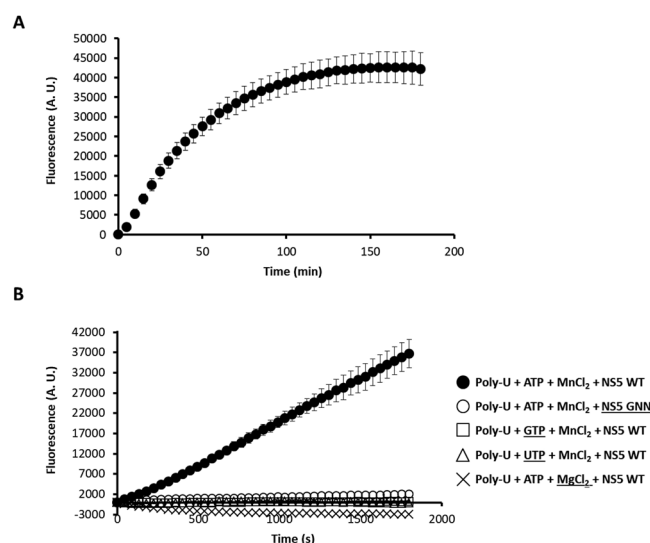 A
50000
45000
40000
35000
30000
25000
20000
15000
10000
5000
0
Fluorescence (A. U.)
0 50 100 150 200
Time (min)
B
42000
37000
32000
27000
22000
17000
12000
7000
2000
-3000
Fluorescence (A. U.)
0 500 1000 1500 2000
Time (s)
Poly-U + ATP + MnCl2 + NS5 WT
Poly-U + ATP + MnCl2 + NS5 GNN
Poly-U + GTP + MnCl2 + NS5 WT
Poly-U + UTP + MnCl2 + NS5 WT
Poly-U + ATP + MgCl2 + NS5 WT